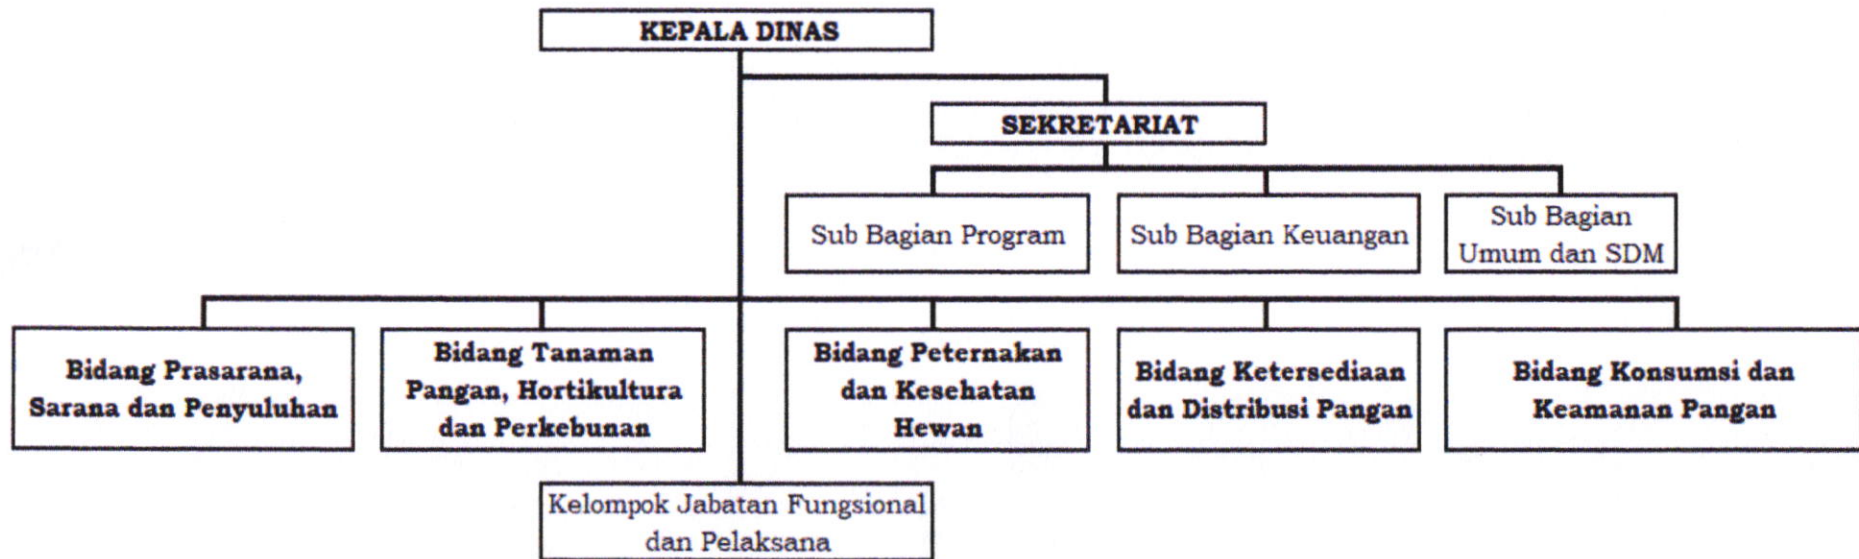 KEPALA DINAS
SEKRETARIAT
Sub Bagian Program
Sub Bagian Keuangan
Sub Bagian
Umum dan SDM
Bidang Prasarana,
Sarana dan Penyuluhan
Bidang Tanaman
Pangan, Hortikultura
dan Perkebunan
Bidang Peternakan
dan Kesehatan
Hewan
Bidang Ketersediaan
dan Distribusi Pangan
Bidang Konsumsi dan
Keamanan Pangan
Kelompok Jabatan Fungsional
dan Pelaksana